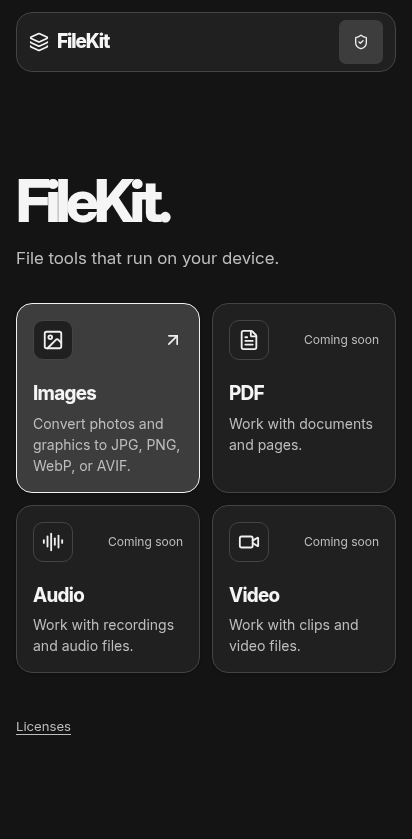 FileKit
FileKit.
File tools that run on your device.
Images
Convert photos and
graphics to JPG, PNG,
WebP, or AVIF.
Coming soon
PDF
Work with documents
and pages.
Coming soon
Audio
Work with recordings
and audio files.
Coming soon
Video
Work with clips and
video files.
Licenses